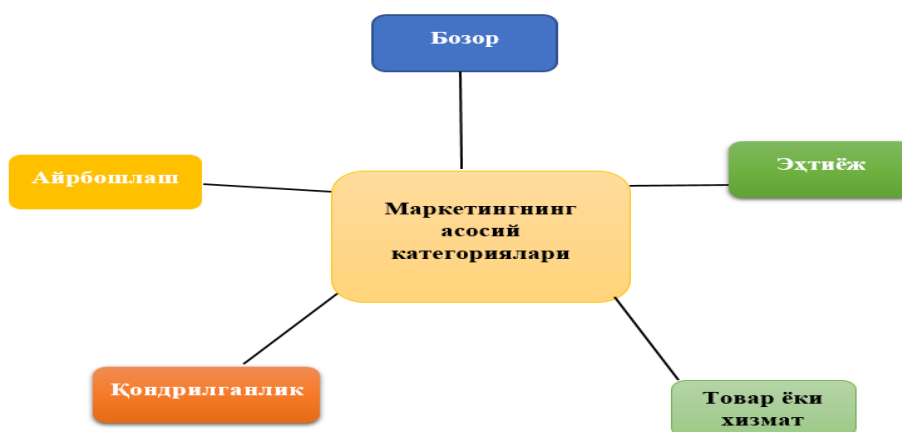 Бозор
Айрбошлаш
Эҳтиёж
Маркетингнинг
асосий
категориялари
Қондрилганлик
Товар ёки
хизмат